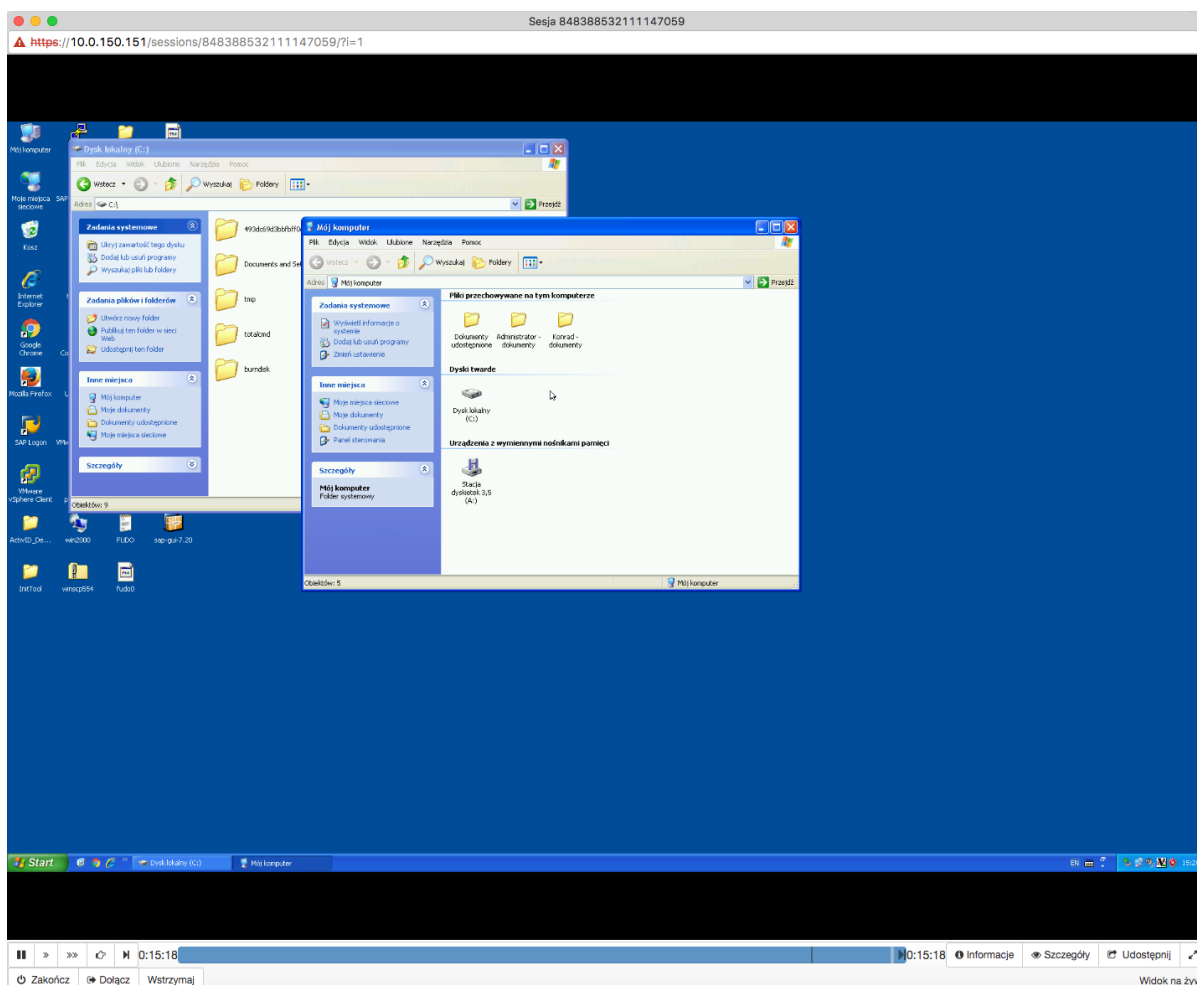 Sesja 848388532111147059
https://10.0.150.151/sessions/848388532111147059/?i=1
Mój komputer
Moje miejsca sieciowe
SAP
Kosz
Internet Explorer
Google Chrome
Mozilla Firefox
SAP Logon
VMware vSphere Client
ActivID_De...
win2000
FUDO
sap-gui-7.20
InitTool
winscp554
fudo0
Dysk lokalny (C:)
Plik Edycja Widok Ulubione Narzędzia Pomoc
Wstecz Wyszukaj Foldery
Adres C:\ Przejdź
Zadania systemowe
Ukryj zawartość tego dysku
Dodaj lub usuń programy
Wyszukaj pliki lub foldery
Zadania plików i folderów
Utwórz nowy folder
Publikuj ten folder w sieci Web
Udostępnij ten folder
Inne miejsca
Mój komputer
Moje dokumenty
Dokumenty udostępnione
Moje miejsca sieciowe
Szczegóły
Documents and Set
tmp
totalcmd
burndisk
Obiektów: 9
Mój komputer
Plik Edycja Widok Ulubione Narzędzia Pomoc
Wstecz Wyszukaj Foldery
Adres Mój komputer Przejdź
Zadania systemowe
Wyświetl informacje o systemie
Dodaj lub usuń programy
Zmień ustawienie
Inne miejsca
Moje miejsca sieciowe
Moje dokumenty
Dokumenty udostępnione
Panel sterowania
Szczegóły
Mój komputer
Folder systemowy
Pliki przechowywane na tym komputerze
Dokumenty udostępnione
Administrator - dokumenty
Konrad - dokumenty
Dyski twarde
Dysk lokalny (C:)
Urządzenia z wymiennymi nośnikami pamięci
Stacja dyskietek 3,5 (A:)
Obiektów: 5 Mój komputer
Start Dysk lokalny (C:) Mój komputer EN
0:15:18 0:15:18 Informacje Szczegóły Udostępnij
Zakończ Dołącz Wstrzymaj Widok na żyw